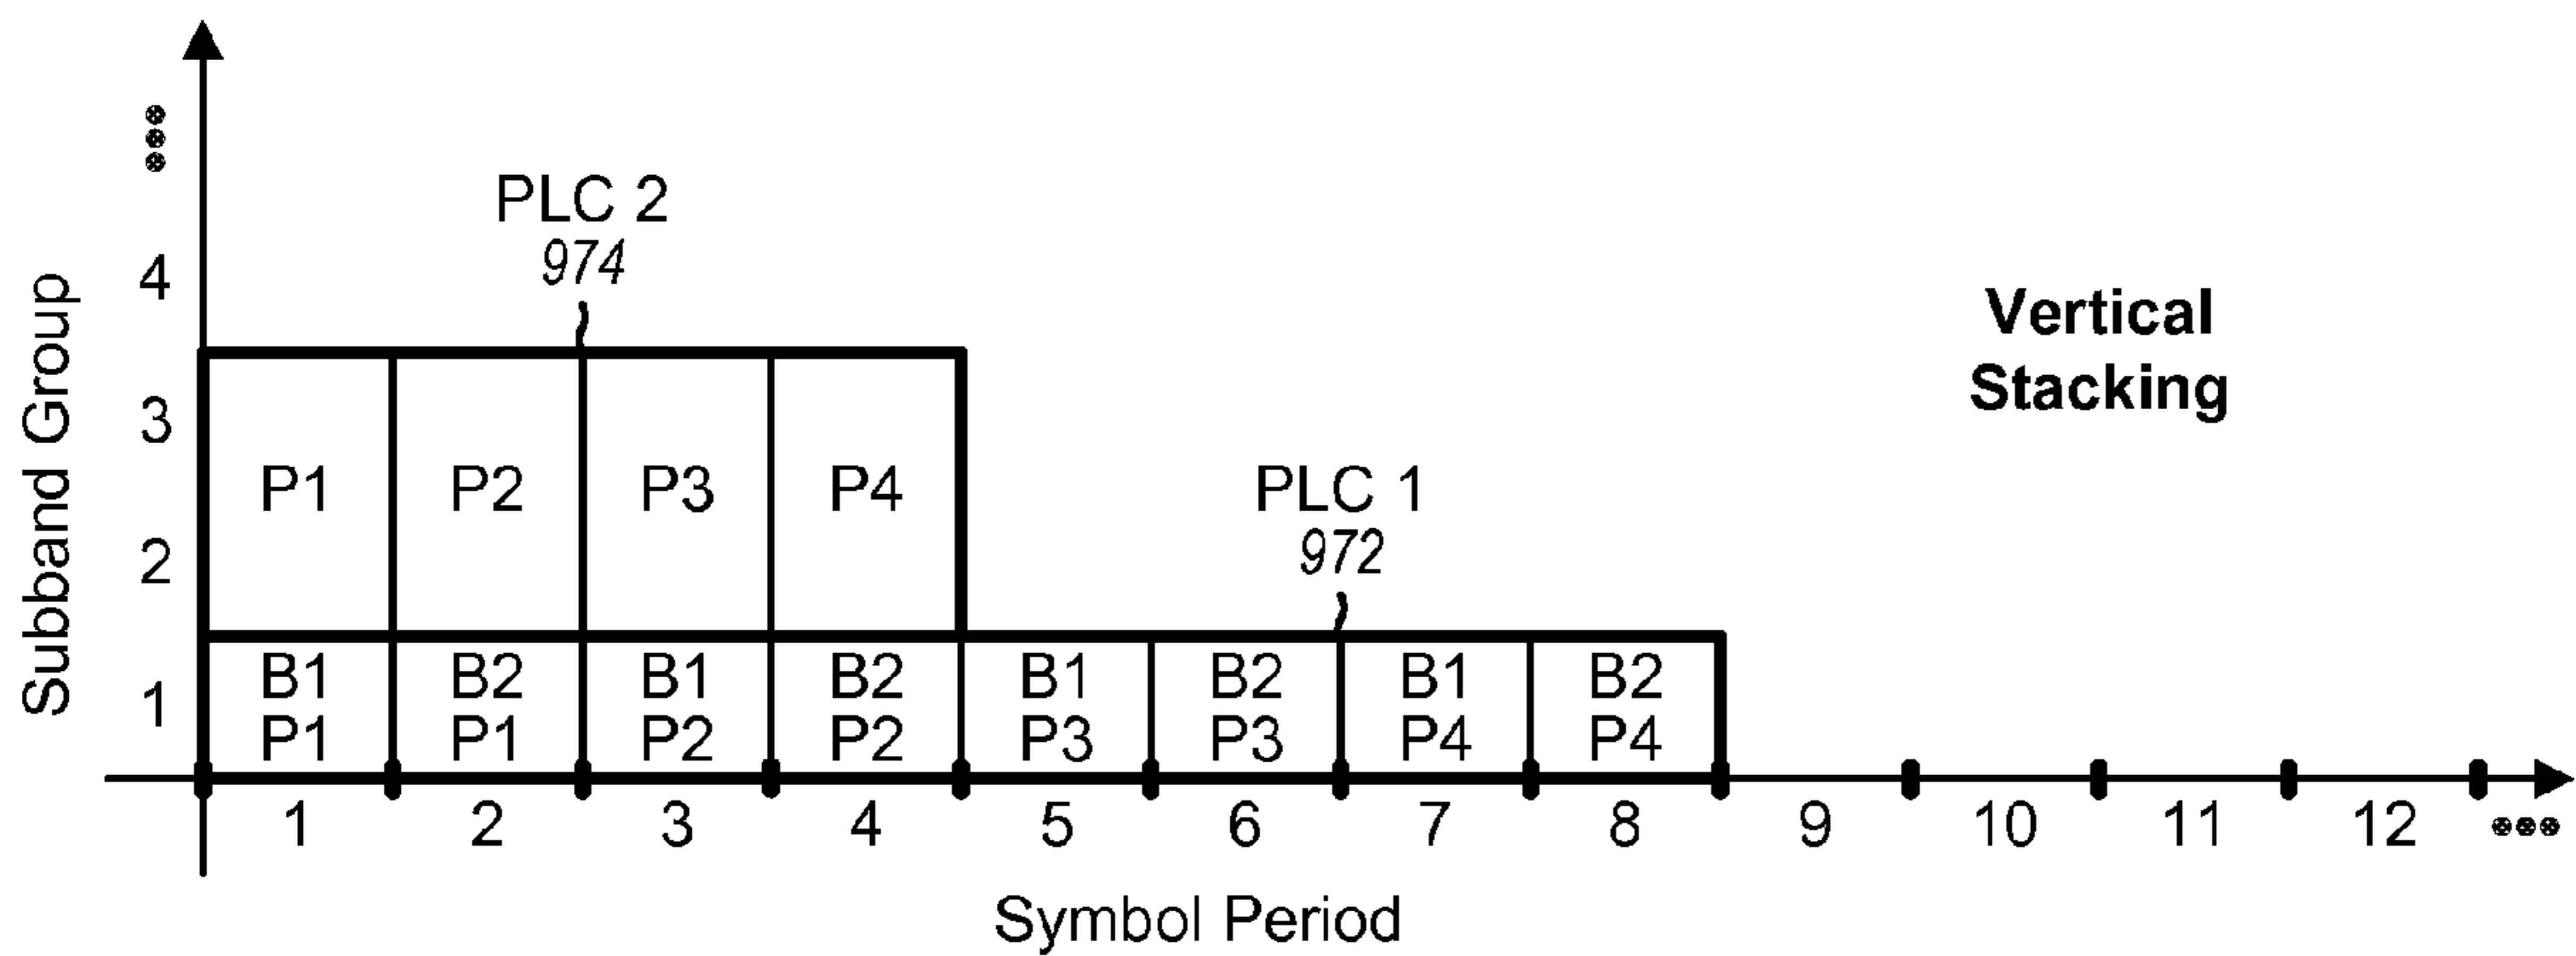 PLC 2
974
4
Vertical
Stacking
Subband Group
3
P1 P2 P3 P4
PLC 1
972
2
1
B1 B2 B1 B2 B1 B2 B1 B2
P1 P1 P2 P2 P3 P3 P4 P4
1 2 3 4 5 6 7 8 9 10 11 12
Symbol Period